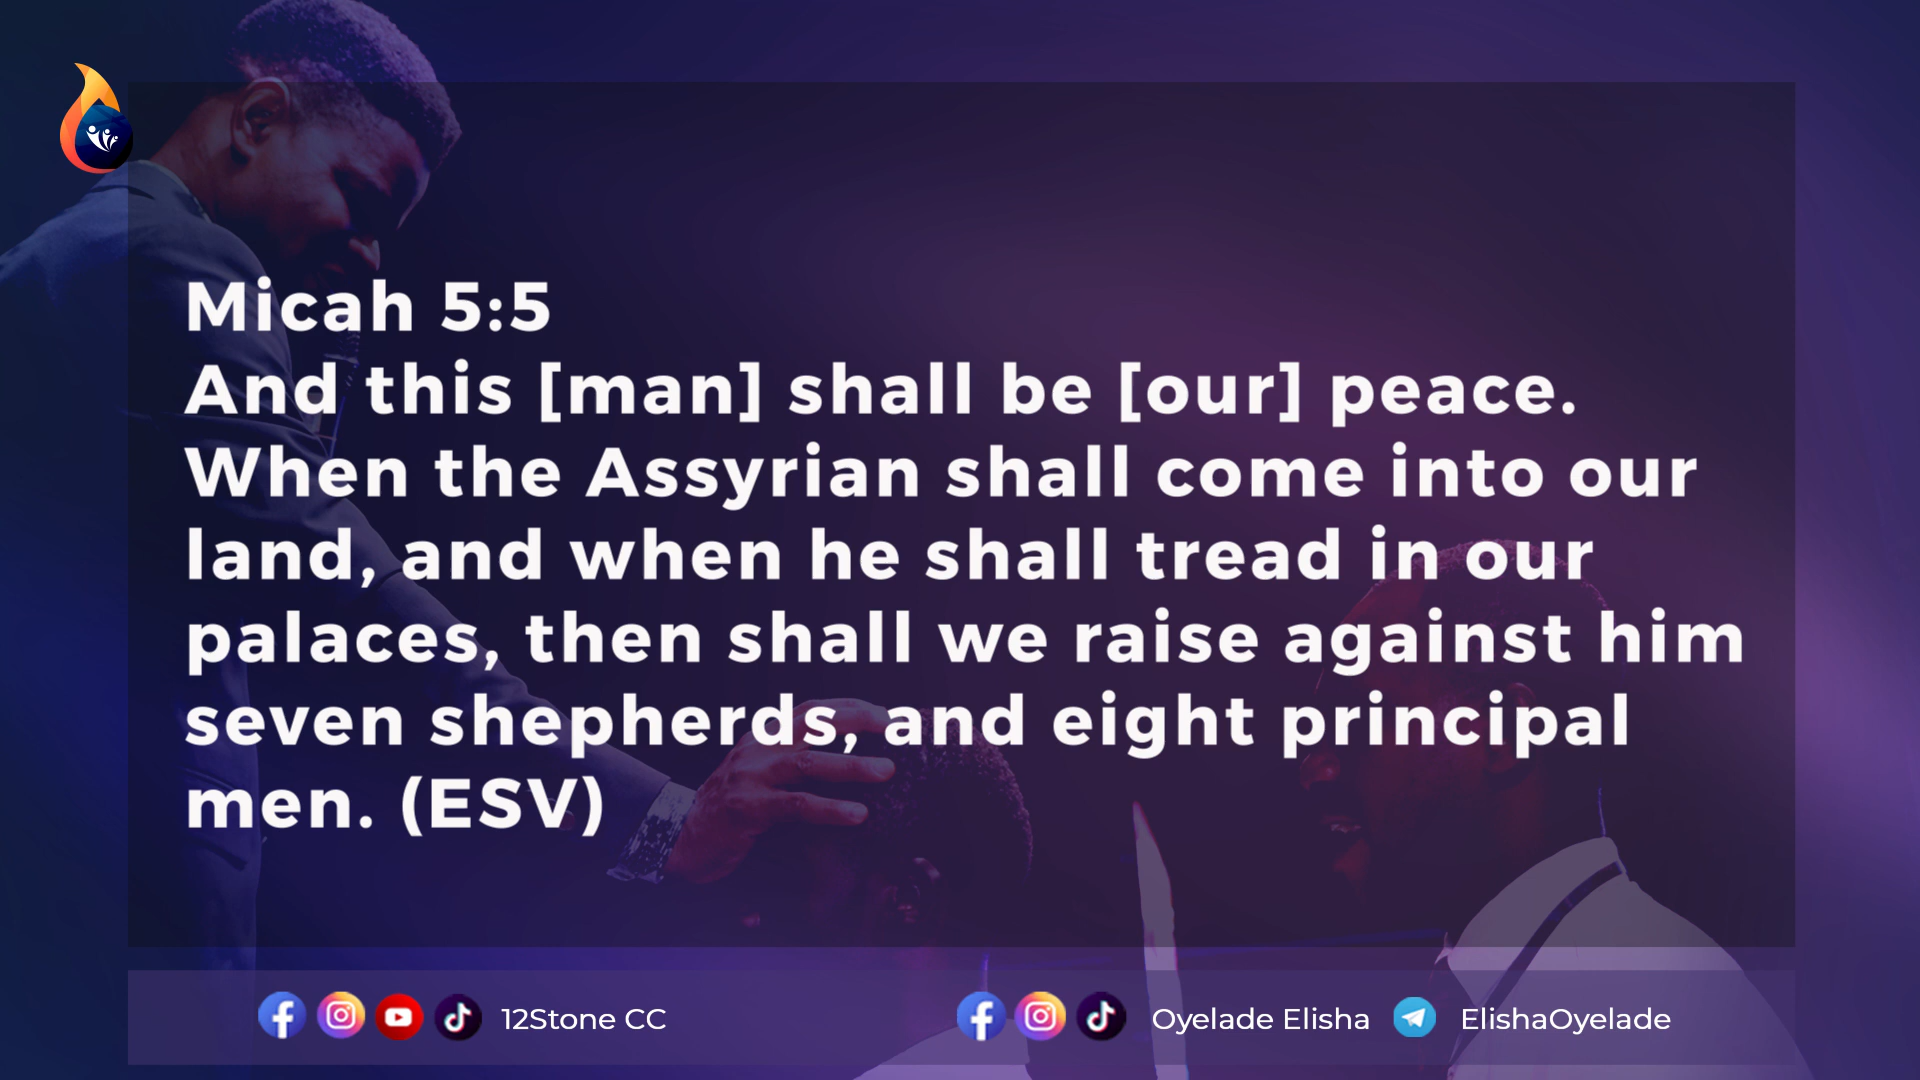 Micah 5:5
And this [man] shall be [our] peace.
When the Assyrian shall come into our
land, and when he shall tread in our
palaces, then shall we raise against him
seven shepherds, and eight principal
men. (ESV)
12Stone CC
Oyelade Elisha
ElishaOyelade